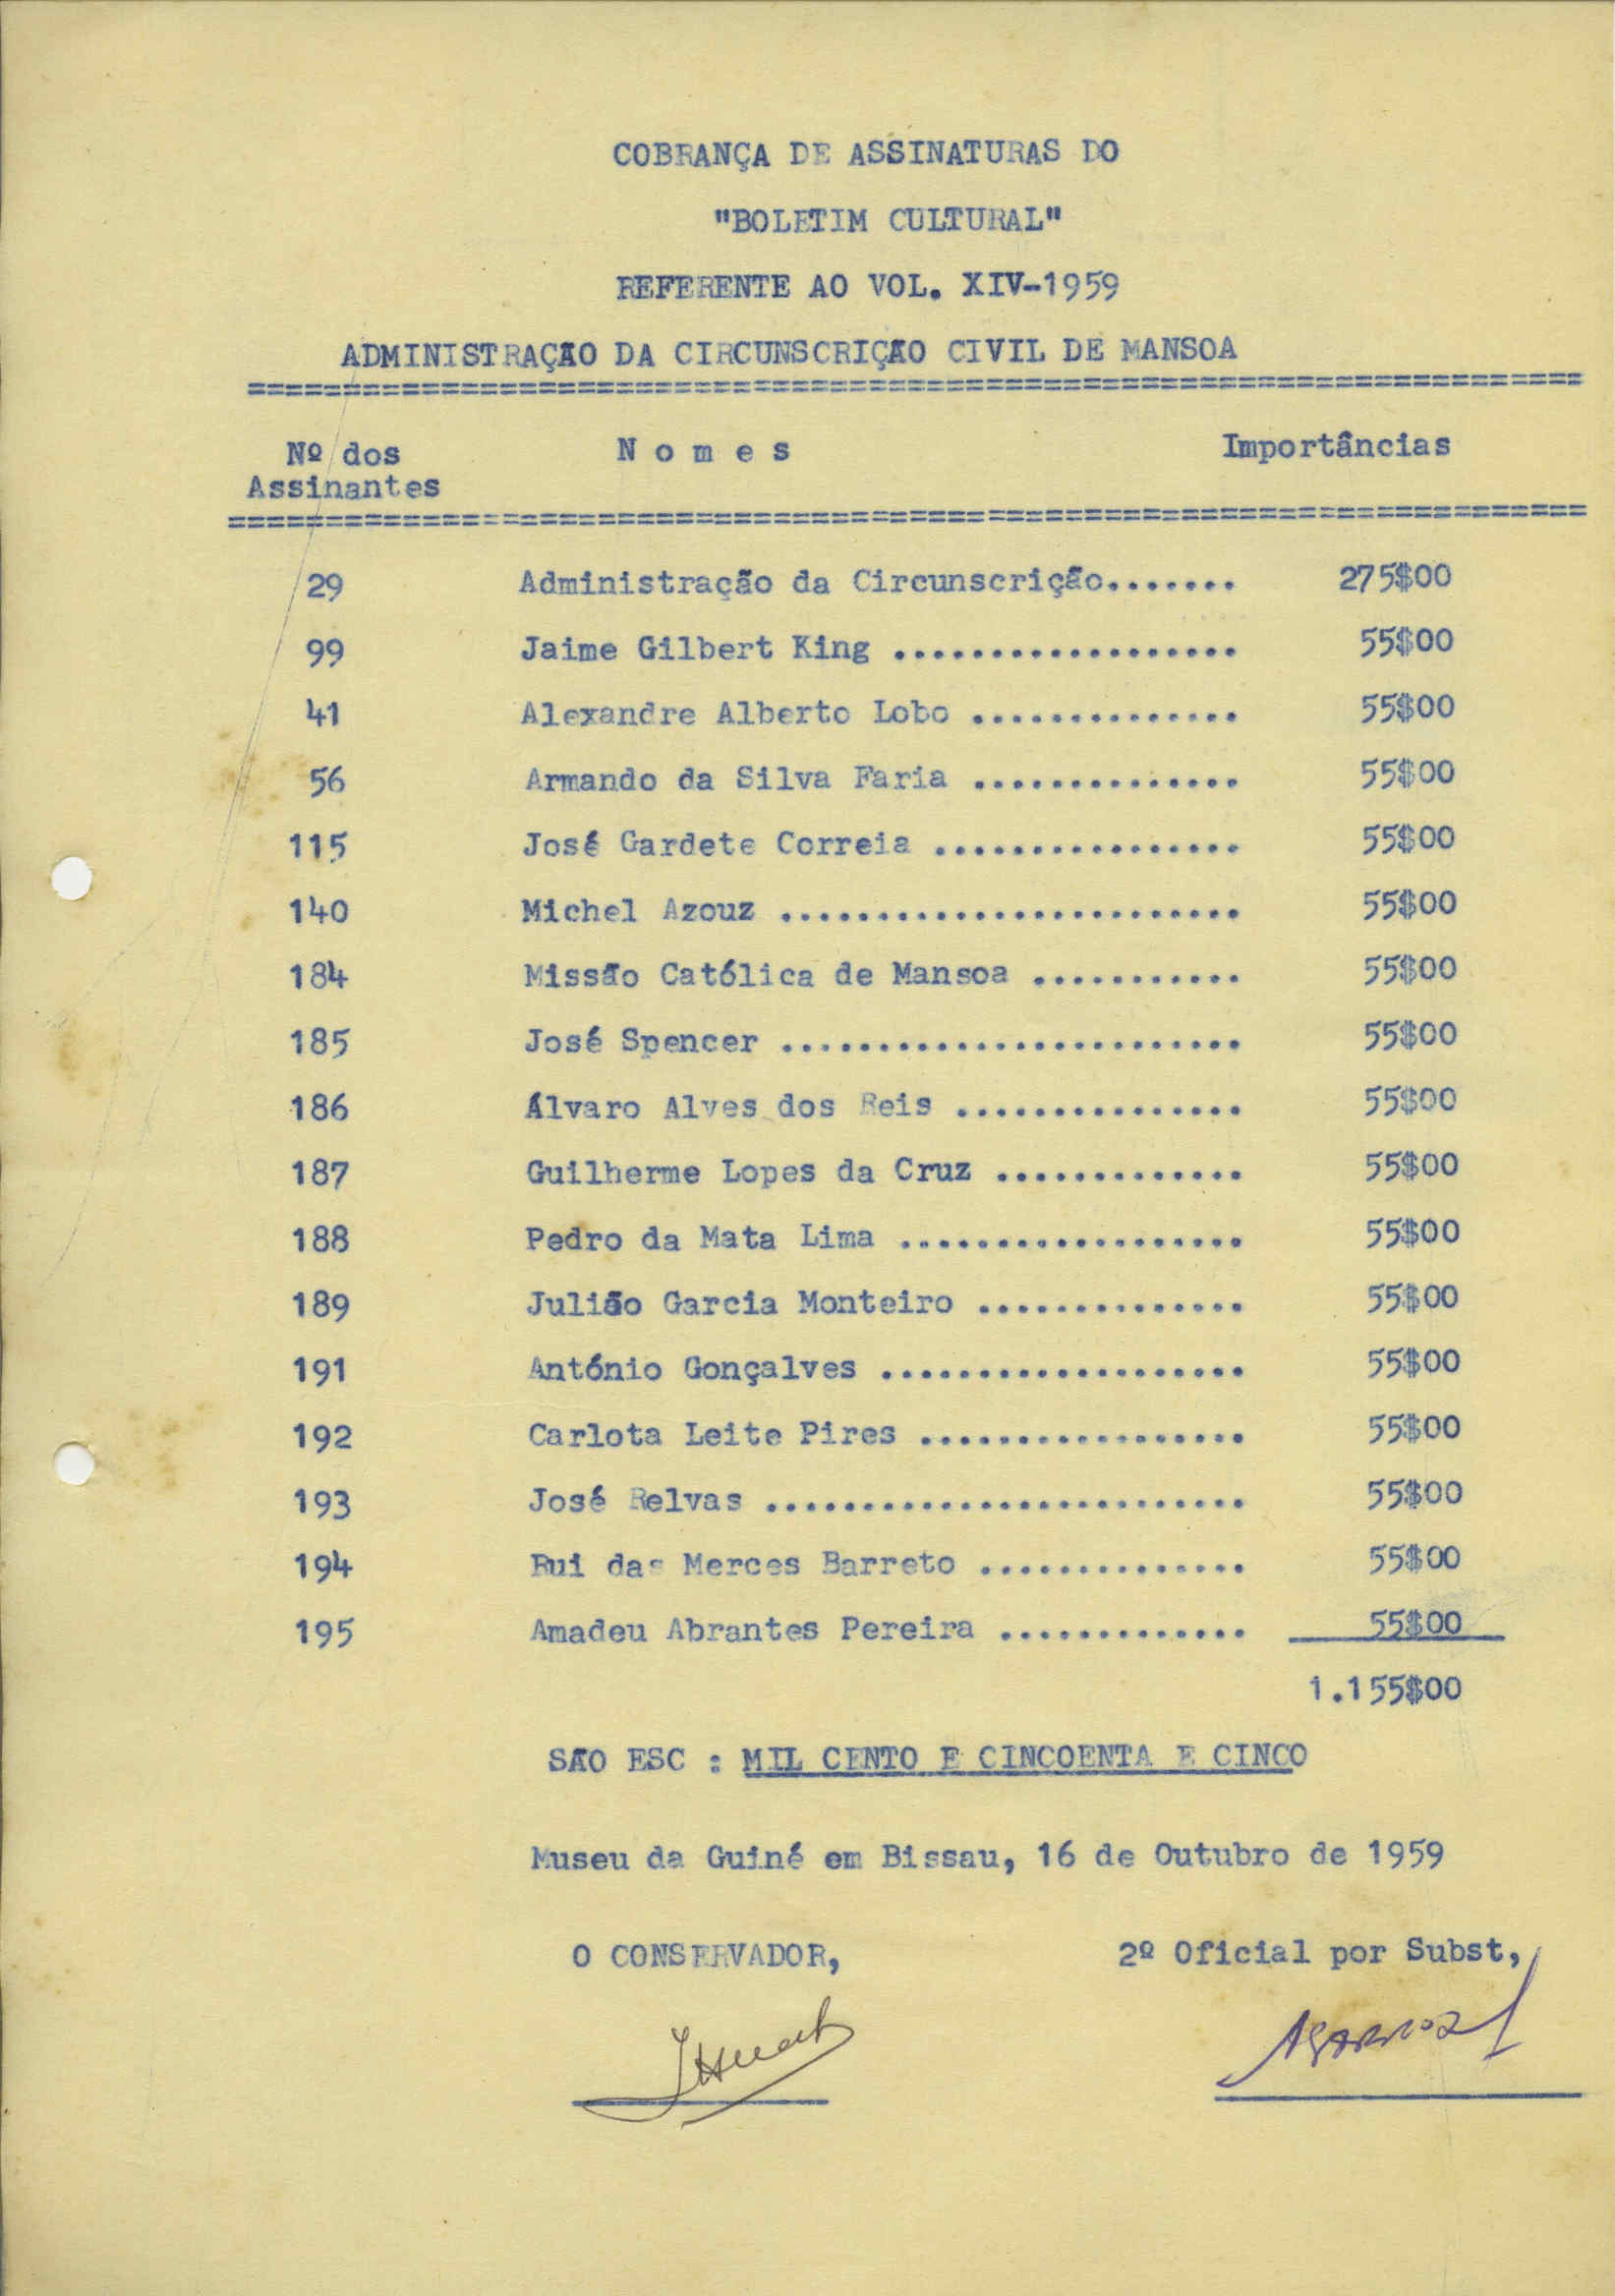 COBRANÇA DE ASSINATURAS DO
"BOLETIM CULTURAL"
REFERENTE AO VOL. XIV-1959
ADMINISTRAÇÃO DA CIRCUNSCRIÇÃO CIVIL DE MANSOA
Nº dos Nomes Importâncias
Assinantes
29 Administração da Circunscrição....... 275$00
99 Jaime Gilbert King .................. 55$00
41 Alexandre Alberto Lobo .............. 55$00
56 Armando da Silva Faria .............. 55$00
115 José Gardete Correia ................ 55$00
140 Michel Azouz ........................ 55$00
184 Missão Católica de Mansoa ........... 55$00
185 José Spencer ........................ 55$00
186 Álvaro Alves dos Reis ............... 55$00
187 Guilherme Lopes da Cruz ............. 55$00
188 Pedro da Mata Lima .................. 55$00
189 Julião Garcia Monteiro .............. 55$00
191 António Gonçalves ................... 55$00
192 Carlota Leite Pires ................. 55$00
193 José Relvas ......................... 55$00
194 Rui das Merces Barreto .............. 55$00
195 Amadeu Abrantes Pereira ............. 55$00
1.155$00
SÃO ESC : MIL CENTO E CINCOENTA E CINCO
Museu da Guiné em Bissau, 16 de Outubro de 1959
O CONSERVADOR, 2º Oficial por Subst,